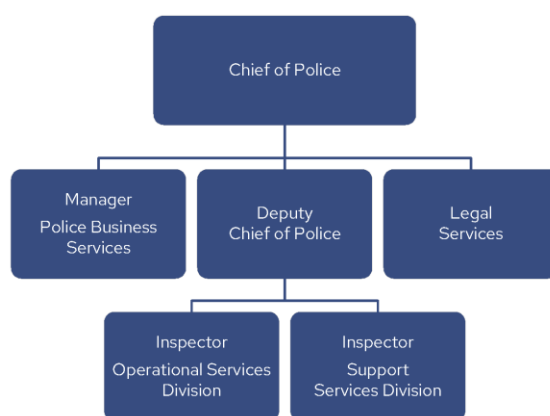 Chief of Police
Manager
Police Business
Services
Deputy
Chief of Police
Legal
Services
Inspector
Operational Services
Division
Inspector
Support
Services Division